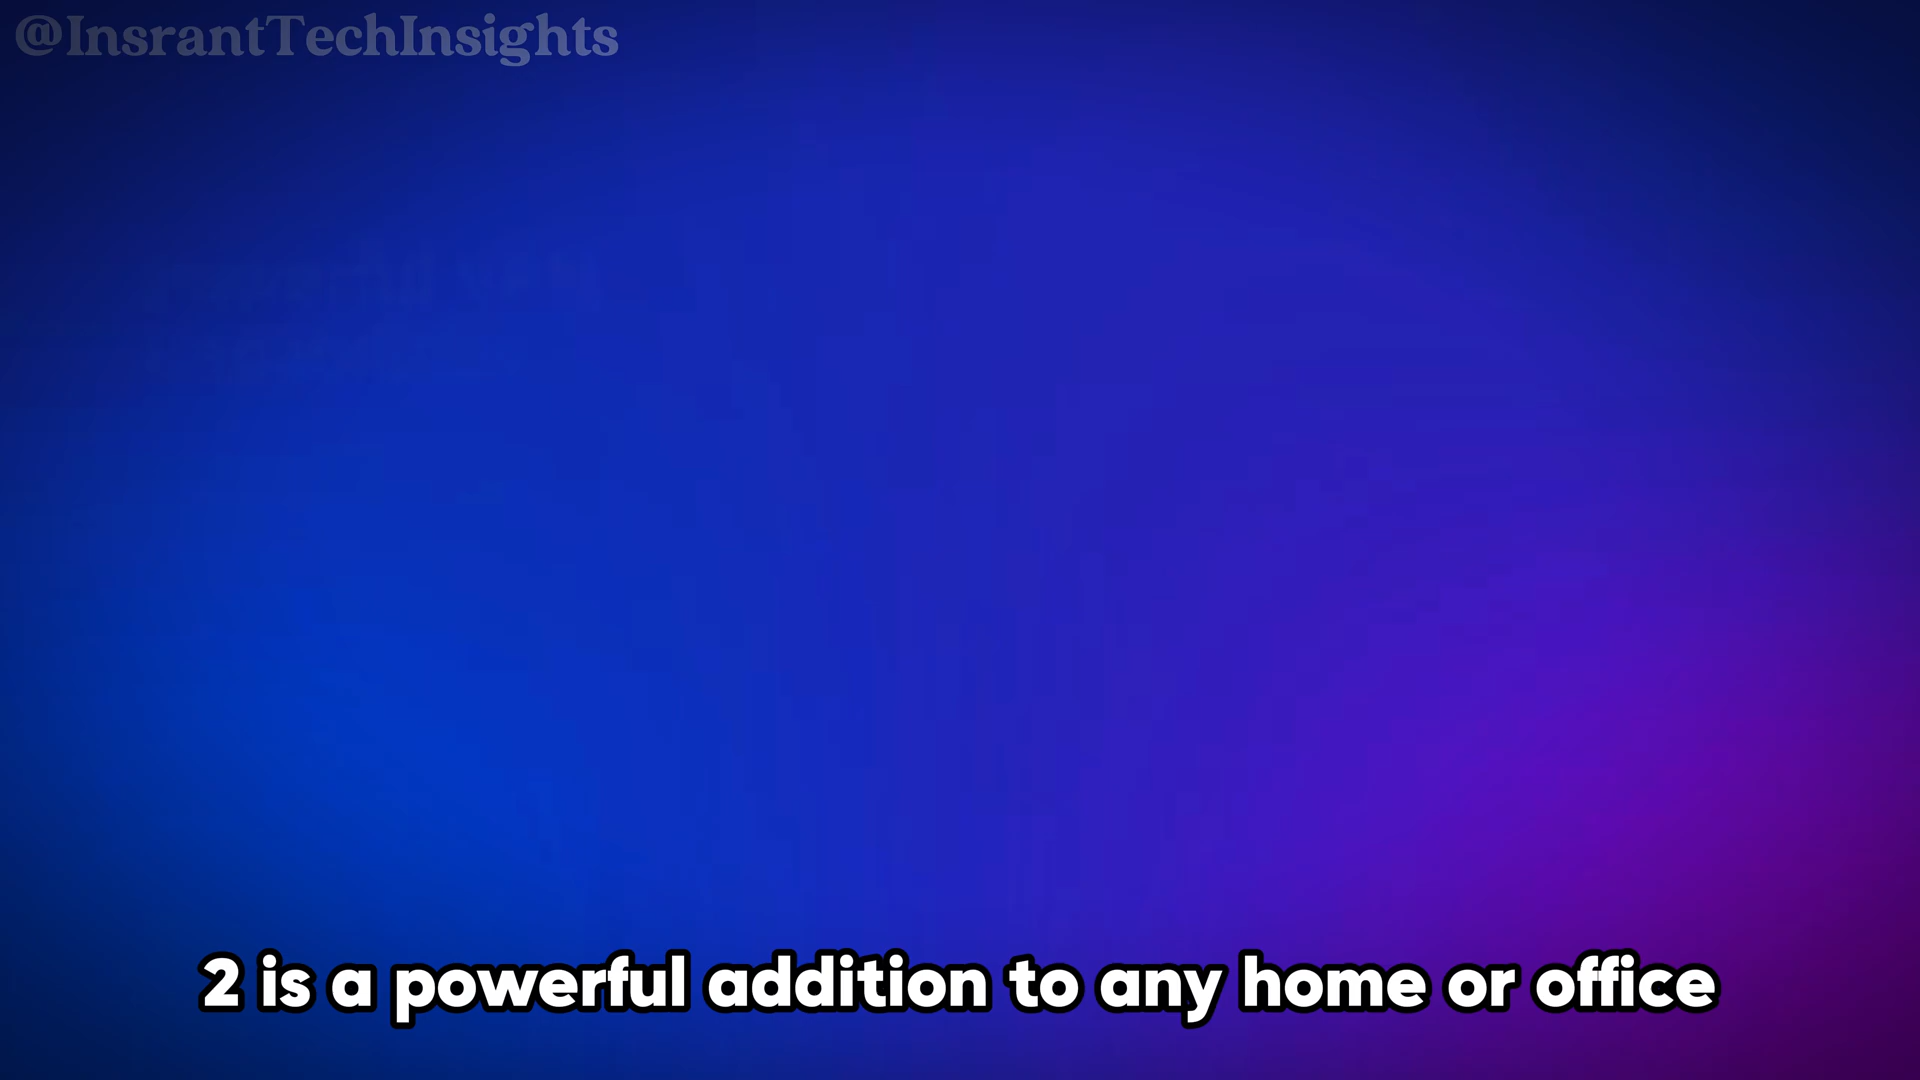 @InsrantTechInsights
2 is a powerful addition to any home or office